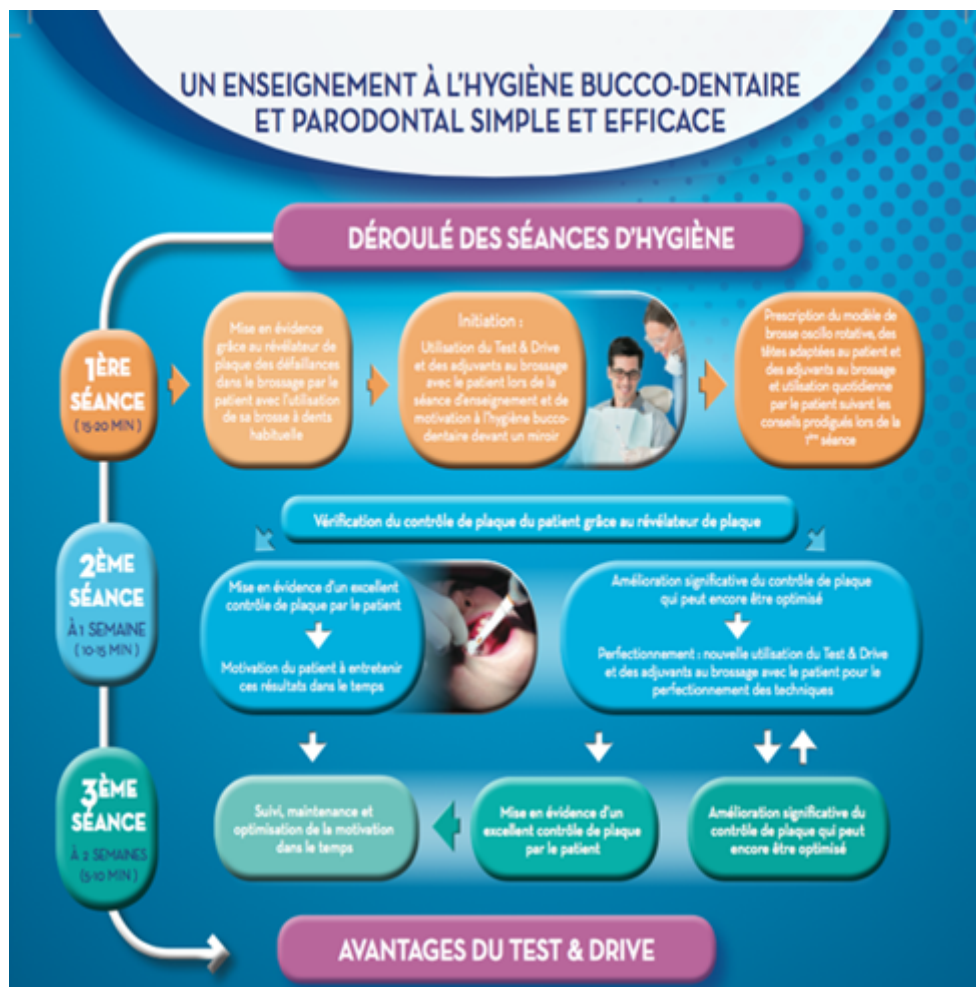 UN ENSEIGNEMENT À L'HYGIÈNE BUCCO-DENTAIRE
ET PARODONTAL SIMPLE ET EFFICACE
DÉROULÉ DES SÉANCES D'HYGIÈNE
1ÈRE
SÉANCE
( 15-20 MIN )
Mise en évidence
grâce au révélateur de
plaque des défaillances
dans le brossage par le
patient avec l'utilisation
de sa brosse à dents
habituelle
Initiation :
Utilisation du Test & Drive
et des adjuvants au brossage
avec le patient lors de la
séance d'enseignement et de
motivation à l'hygiène bucco-
dentaire devant un miroir
Prescription du modèle de
brosse oscillo rotative, des
têtes adaptées au patient et
des adjuvants au brossage
et utilisation quotidienne
par le patient suivant les
conseils prodigués lors de la
1ère séance
2ÈME
SÉANCE
À 1 SEMAINE
( 10-15 MIN )
Vérification du contrôle de plaque du patient grâce au révélateur de plaque
Mise en évidence d'un excellent
contrôle de plaque par le patient
Motivation du patient à entretenir
ces résultats dans le temps
Amélioration significative du contrôle de plaque
qui peut encore être optimisé
Perfectionnement : nouvelle utilisation du Test & Drive
et des adjuvants au brossage avec le patient pour le
perfectionnement des techniques
3ÈME
SÉANCE
À 2 SEMAINES
(5-10 MIN )
Suivi, maintenance et
optimisation de la motivation
dans le temps
Mise en évidence d'un
excellent contrôle de plaque
par le patient
Amélioration significative du
contrôle de plaque qui peut
encore être optimisé
AVANTAGES DU TEST & DRIVE